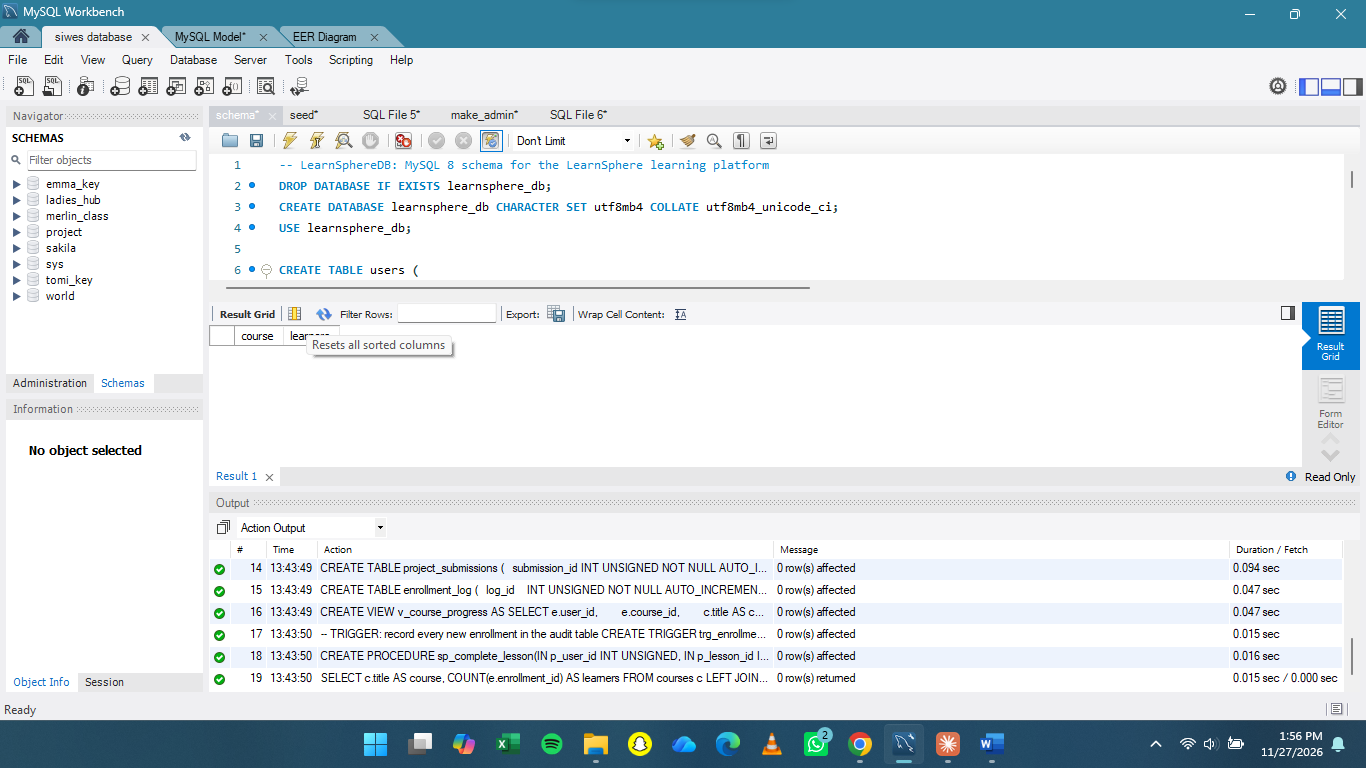 MySQL Workbench
siwes database
MySQL Model*
EER Diagram
File Edit View Query Database Server Tools Scripting Help
Navigator
SCHEMAS
Filter objects
emma_key
ladies_hub
merlin_class
project
sakila
sys
tomi_key
world
Administration Schemas
Information
No object selected
Object Info Session
schema* seed* SQL File 5* make_admin* SQL File 6*
Don't Limit
1 -- LearnSphereDB: MySQL 8 schema for the LearnSphere learning platform
2 DROP DATABASE IF EXISTS learnsphere_db;
3 CREATE DATABASE learnsphere_db CHARACTER SET utf8mb4 COLLATE utf8mb4_unicode_ci;
4 USE learnsphere_db;
5
6 CREATE TABLE users (
Result Grid Filter Rows: Export: Wrap Cell Content:
course learners
Resets all sorted columns
Result Grid
Form Editor
Result 1
Read Only
Output
Action Output
# Time Action Message Duration / Fetch
14 13:43:49 CREATE TABLE project_submissions ( submission_id INT UNSIGNED NOT NULL AUTO_I... 0 row(s) affected 0.094 sec
15 13:43:49 CREATE TABLE enrollment_log ( log_id INT UNSIGNED NOT NULL AUTO_INCREMEN... 0 row(s) affected 0.047 sec
16 13:43:49 CREATE VIEW v_course_progress AS SELECT e.user_id, e.course_id, c.title AS c... 0 row(s) affected 0.047 sec
17 13:43:50 -- TRIGGER: record every new enrollment in the audit table CREATE TRIGGER trg_enrollme... 0 row(s) affected 0.015 sec
18 13:43:50 CREATE PROCEDURE sp_complete_lesson(IN p_user_id INT UNSIGNED, IN p_lesson_id I... 0 row(s) affected 0.016 sec
19 13:43:50 SELECT c.title AS course, COUNT(e.enrollment_id) AS learners FROM courses c LEFT JOIN... 0 row(s) returned 0.015 sec / 0.000 sec
Ready
2
1:56 PM
11/27/2026